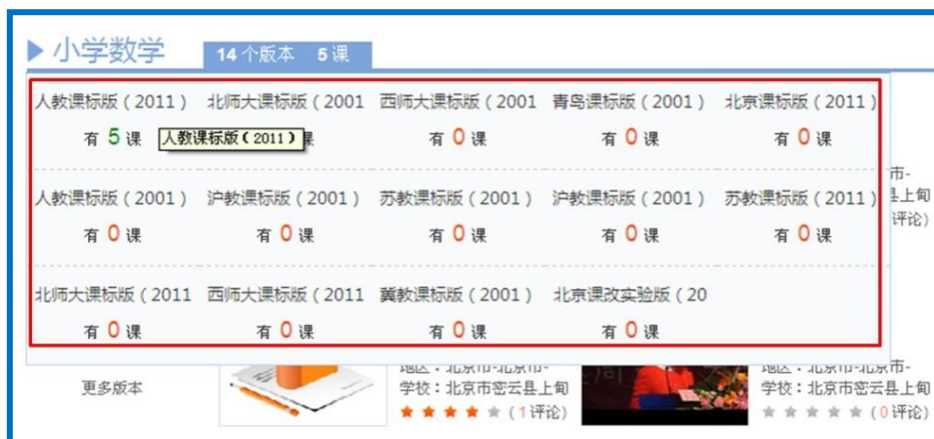 小学数学 14个版本 5课
人教课标版（2011） 北师大课标版（2001 西师大课标版（2001 青岛课标版（2001） 北京课标版（2011）
有 5 课 人教课标版（2011） 课 有 0 课 有 0 课 有 0 课
人教课标版（2001） 沪教课标版（2001） 苏教课标版（2001） 沪教课标版（2001） 苏教课标版（2011） 市-
县上甸
有 0 课 有 0 课 有 0 课 有 0 课 有 0 课 评论）
北师大课标版（2011 西师大课标版（2011 冀教课标版（2001） 北京课改实验版（20
有 0 课 有 0 课 有 0 课 有 0 课
地区：北京市-北京市- 地区：北京市-北京市-
更多版本 学校：北京市密云县上甸 学校：北京市密云县上甸
（1评论） （0评论）